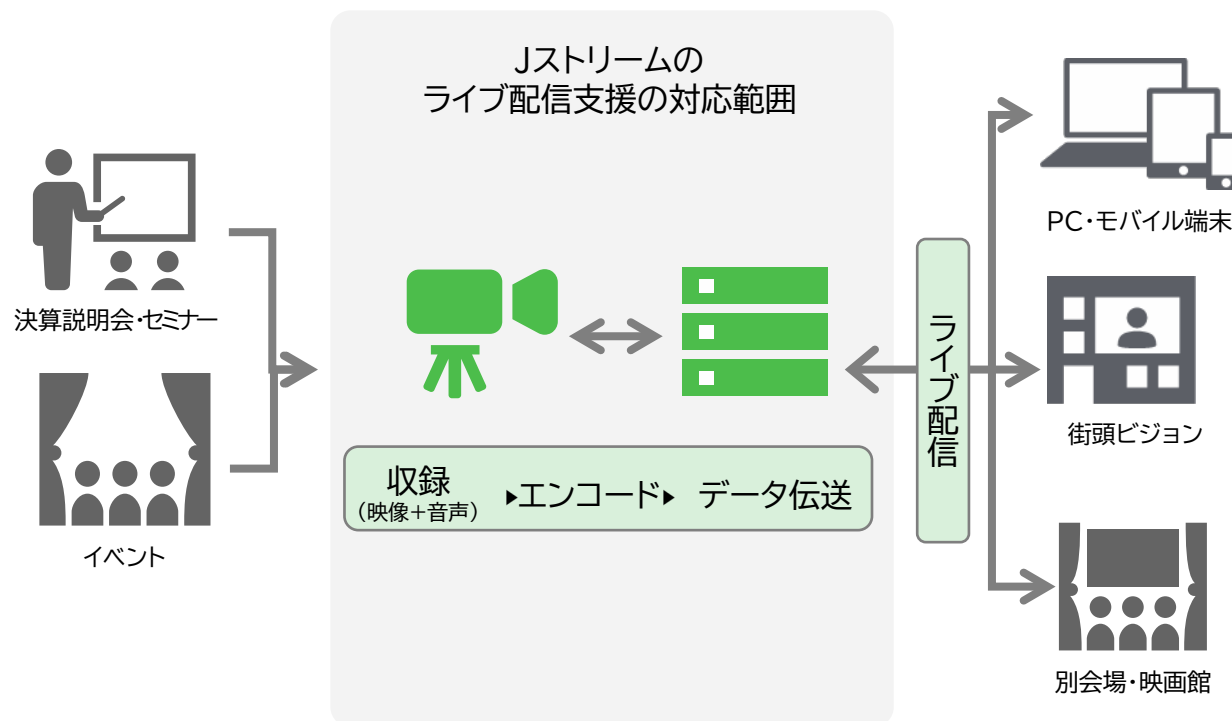 Jストリームの
ライブ配信支援の対応範囲
決算説明会・セミナー
イベント
収録
（映像＋音声）
▶エンコード▶ データ伝送
ライブ配信
PC・モバイル端末
街頭ビジョン
別会場・映画館